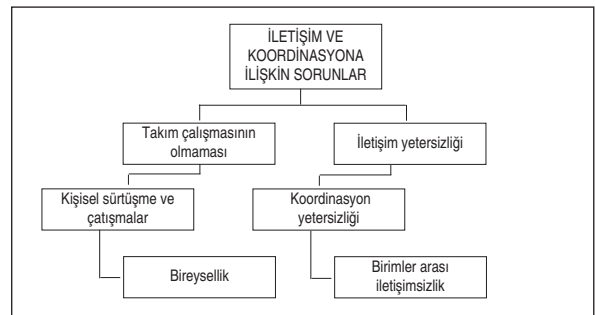 İLETİŞİM VE
KOORDİNASYONA
İLİŞKİN SORUNLAR
Takım çalışmasının
olmaması
İletişim yetersizliği
Kişisel sürtüşme ve
çatışmalar
Koordinasyon
yetersizliği
Bireysellik
Birimler arası
iletişimsizlik